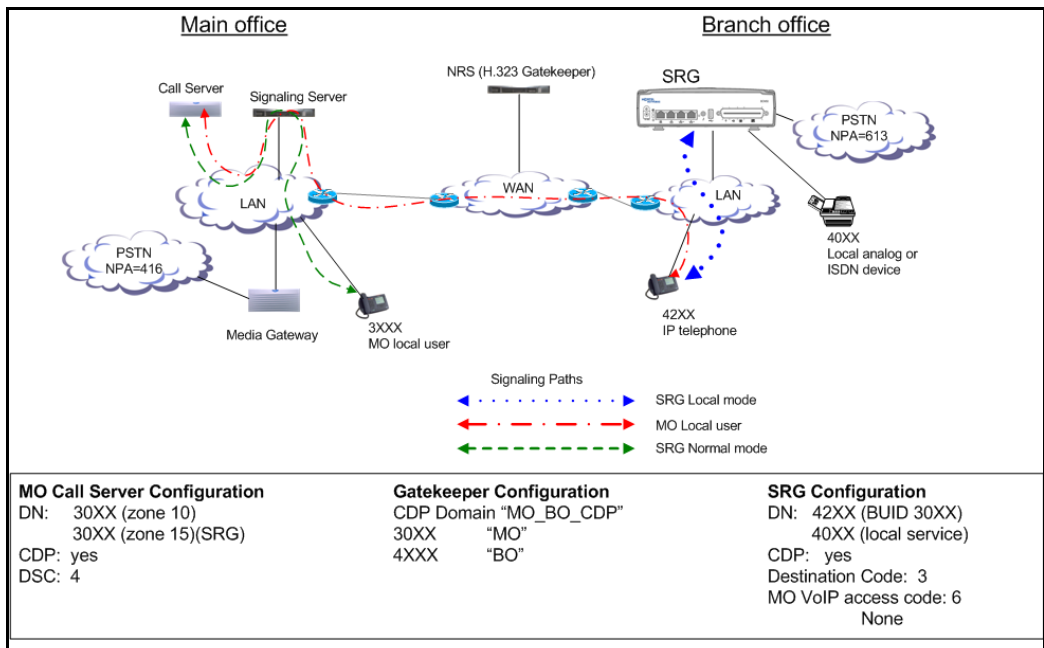 Main office
Branch office
NRS (H.323 Gatekeeper)
SRG
Call Server
Signaling Server
PSTN
NPA=613
WAN
LAN
LAN
PSTN
NPA=416
40XX
Local analog or
ISDN device
42XX
IP telephone
3XXX
MO local user
Media Gateway
Signaling Paths
SRG Local mode
MO Local user
SRG Normal mode
MO Call Server Configuration
DN: 30XX (zone 10)
30XX (zone 15)(SRG)
CDP: yes
DSC: 4
Gatekeeper Configuration
CDP Domain “MO_BO_CDP”
30XX “MO”
4XXX “BO”
SRG Configuration
DN: 42XX (BUID 30XX)
40XX (local service)
CDP: yes
Destination Code: 3
MO VoIP access code: 6
None